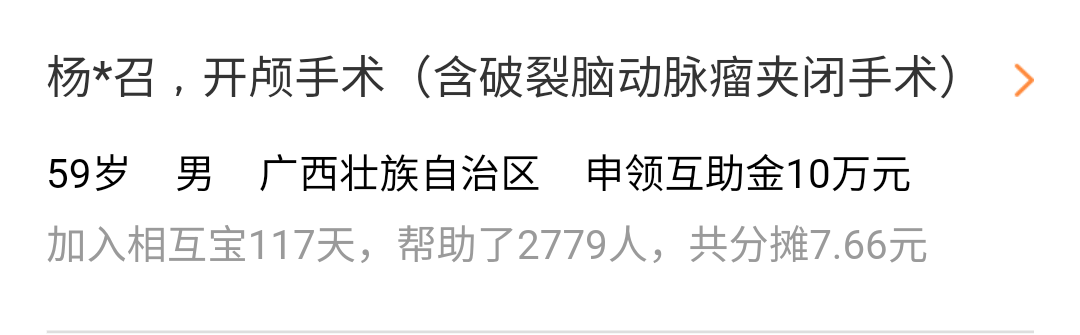 杨*召，开颅手术（含破裂脑动脉瘤夹闭手术）
59岁 男 广西壮族自治区 申领互助金10万元
加入相互宝117天，帮助了2779人，共分摊7.66元